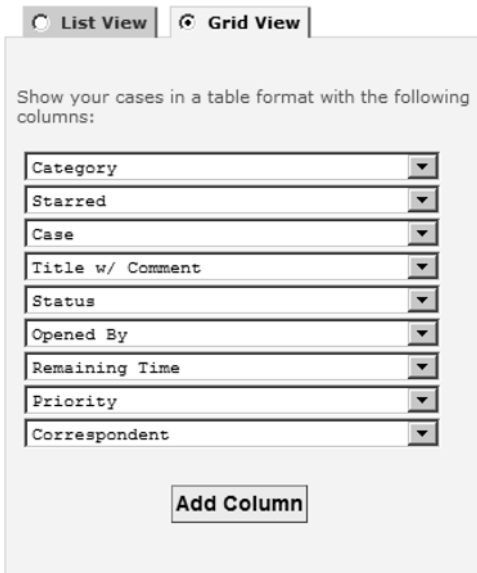 List View Grid View
Show your cases in a table format with the following
columns:
Category
Starred
Case
Title w/ Comment
Status
Opened By
Remaining Time
Priority
Correspondent
Add Column